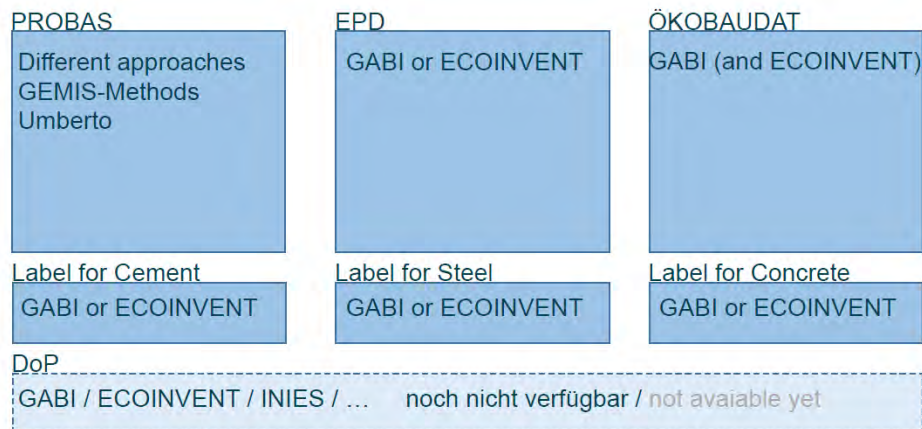 PROBAS
Different approaches
GEMIS-Methods
Umberto
EPD
GABI or ECOINVENT
ÖKOBAUDAT
GABI (and ECOINVENT)
Label for Cement
GABI or ECOINVENT
Label for Steel
GABI or ECOINVENT
Label for Concrete
GABI or ECOINVENT
DoP
GABI / ECOINVENT / INIES / … noch nicht verfügbar / not avaiable yet